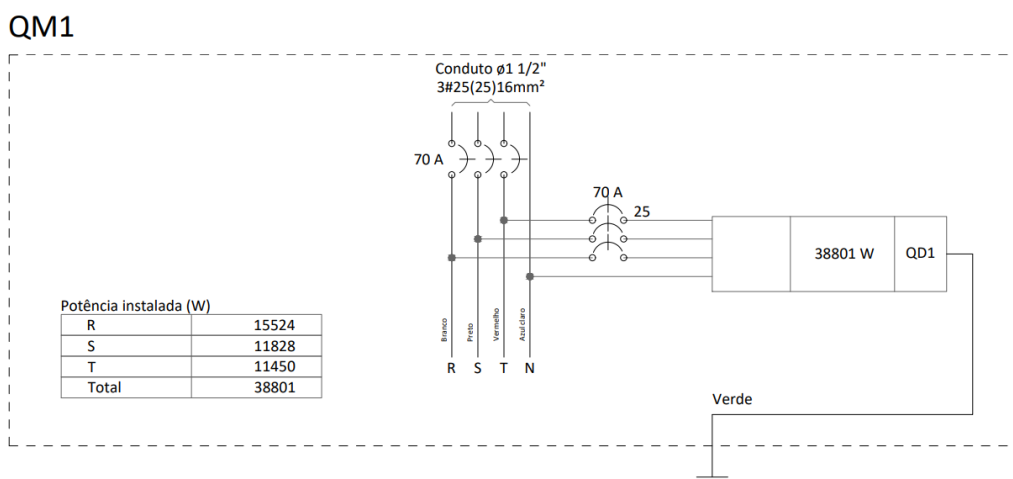 QM1
Conduto ø1 1/2"
3#25(25)16mm²
70 A
70 A
25
38801 W
QD1
Potência instalada (W)
R 15524
S 11828
T 11450
Total 38801
Branco
Preto
Vermelho
Azul claro
R S T N
Verde